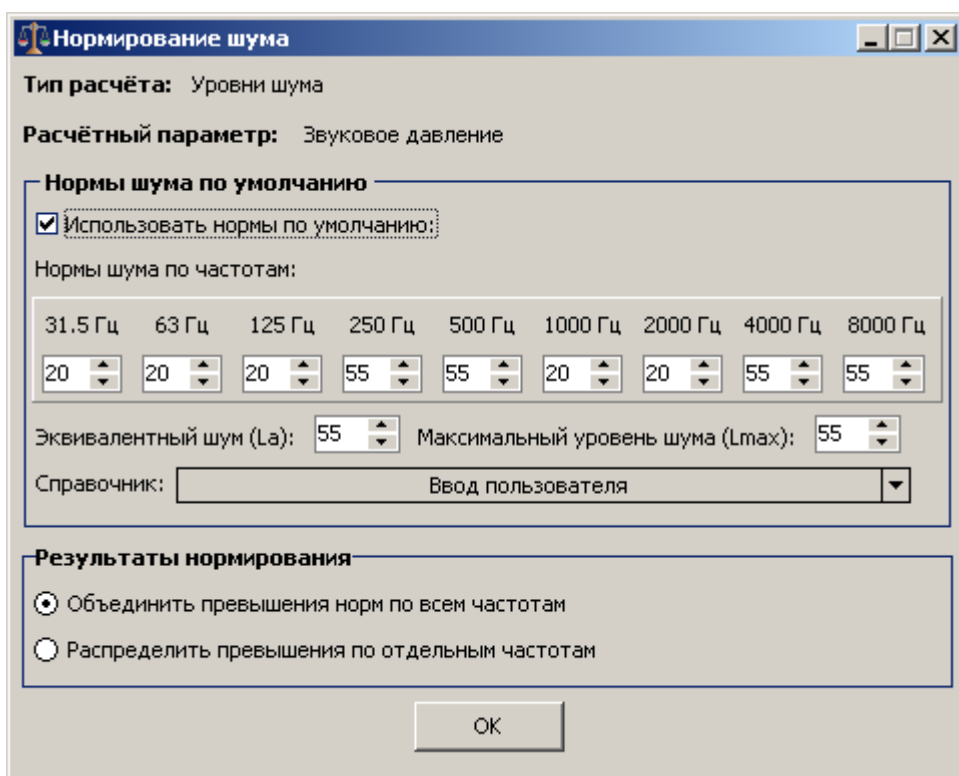 Нормирование шума
Тип расчёта: Уровни шума
Расчётный параметр: Звуковое давление
Нормы шума по умолчанию
Использовать нормы по умолчанию:
Нормы шума по частотам:
31.5 Гц 63 Гц 125 Гц 250 Гц 500 Гц 1000 Гц 2000 Гц 4000 Гц 8000 Гц
20 20 20 55 55 20 20 55 55
Эквивалентный шум (La): 55 Максимальный уровень шума (Lmax): 55
Справочник: Ввод пользователя
Результаты нормирования
Объединить превышения норм по всем частотам
Распределить превышения по отдельным частотам
OK